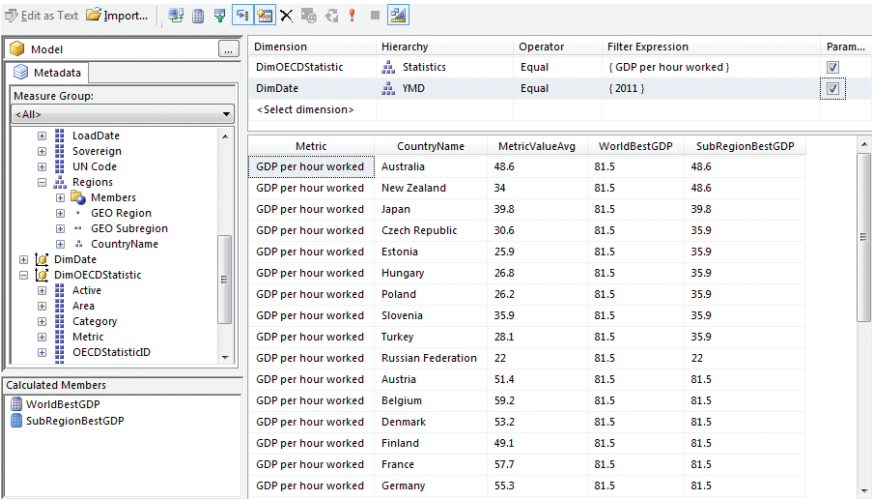 Edit as Text Import...
Model ...
Metadata
Measure Group:
<All>
LoadDate
Sovereign
UN Code
Regions
Members
GEO Region
GEO Subregion
CountryName
DimDate
DimOECDStatistic
Active
Area
Category
Metric
OECDStatisticID
Calculated Members
WorldBestGDP
SubRegionBestGDP
Dimension Hierarchy Operator Filter Expression Param...
DimOECDStatistic Statistics Equal { GDP per hour worked }
DimDate YMD Equal { 2011 }
<Select dimension>
Metric CountryName MetricValueAvg WorldBestGDP SubRegionBestGDP
GDP per hour worked Australia 48.6 81.5 48.6
GDP per hour worked New Zealand 34 81.5 48.6
GDP per hour worked Japan 39.8 81.5 39.8
GDP per hour worked Czech Republic 30.6 81.5 35.9
GDP per hour worked Estonia 25.9 81.5 35.9
GDP per hour worked Hungary 26.8 81.5 35.9
GDP per hour worked Poland 26.2 81.5 35.9
GDP per hour worked Slovenia 35.9 81.5 35.9
GDP per hour worked Turkey 28.1 81.5 35.9
GDP per hour worked Russian Federation 22 81.5 22
GDP per hour worked Austria 51.4 81.5 81.5
GDP per hour worked Belgium 59.2 81.5 81.5
GDP per hour worked Denmark 53.2 81.5 81.5
GDP per hour worked Finland 49.1 81.5 81.5
GDP per hour worked France 57.7 81.5 81.5
GDP per hour worked Germany 55.3 81.5 81.5